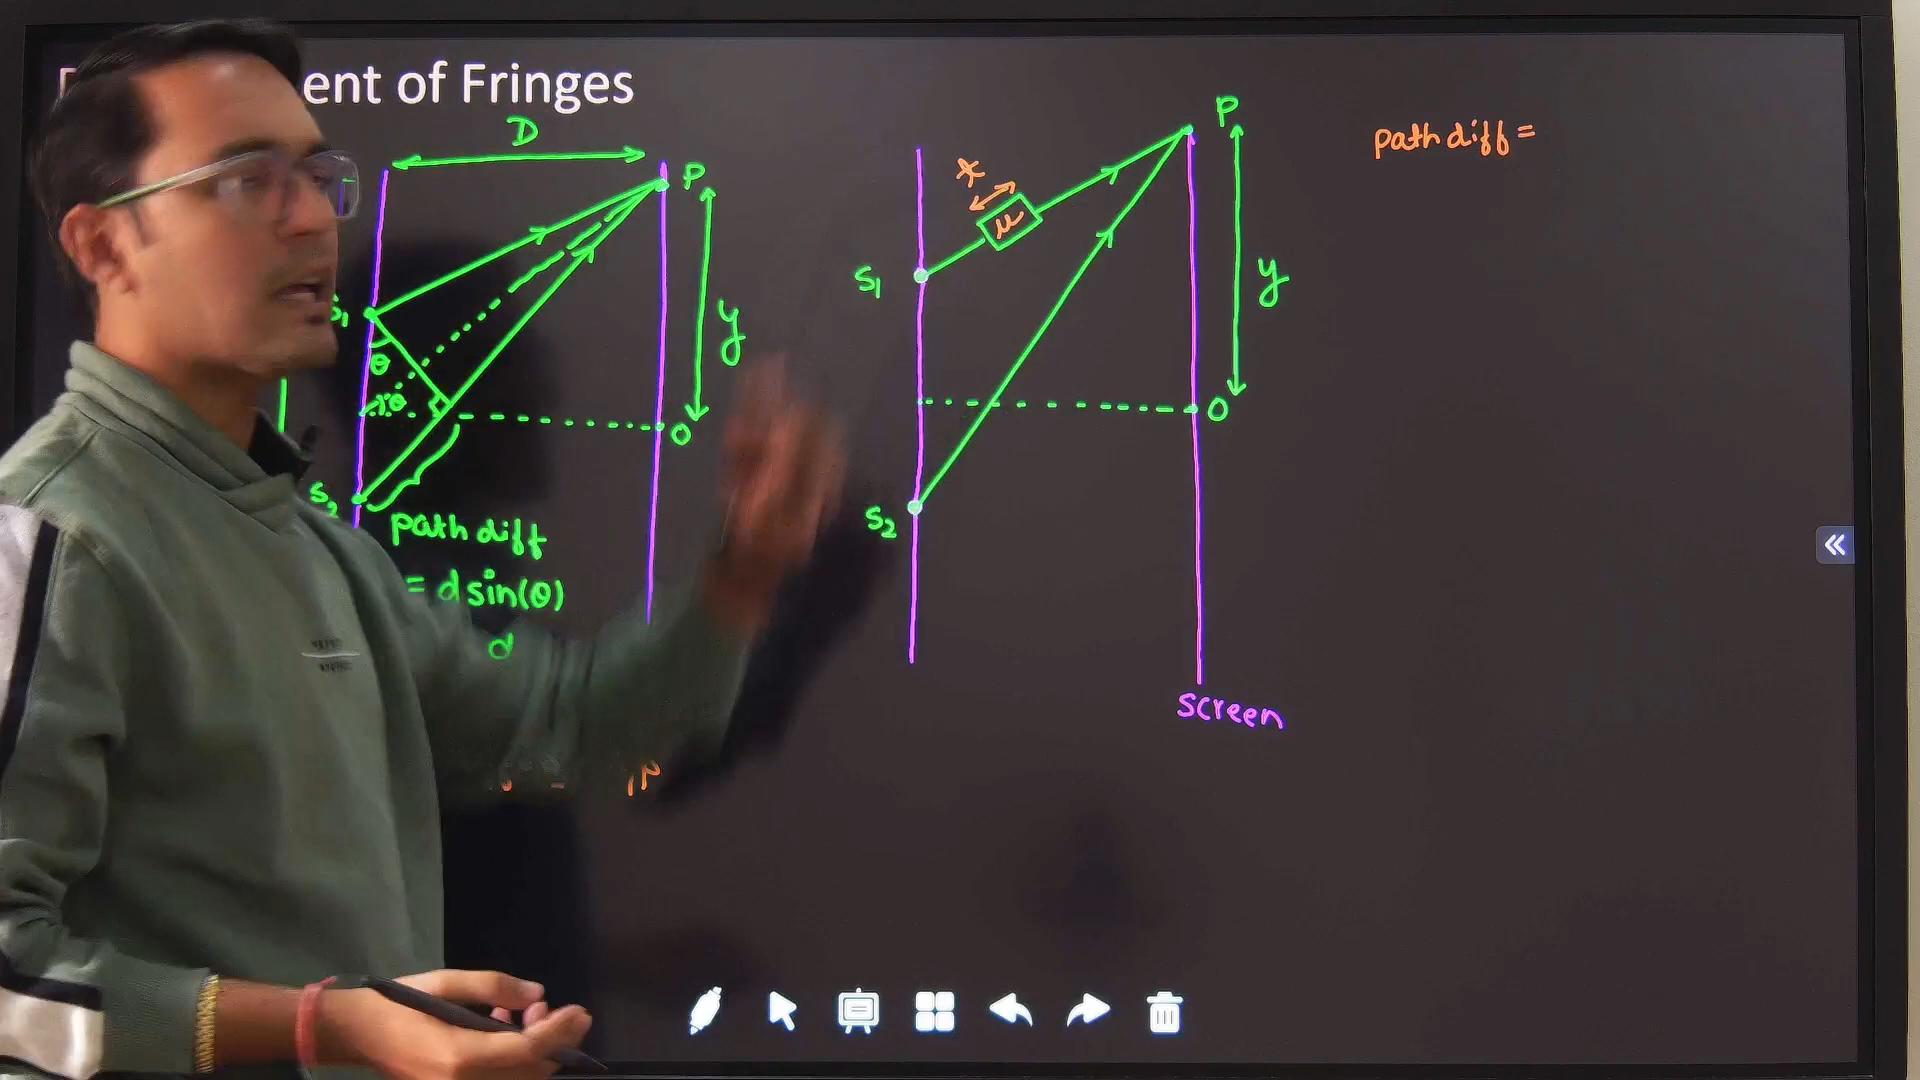 ent of Fringes
D
P
S₁
θ
θ
y
O
S₂
path diff
= d sin(θ)
d
P
t
μ
S₁
y
O
S₂
screen
path diff =